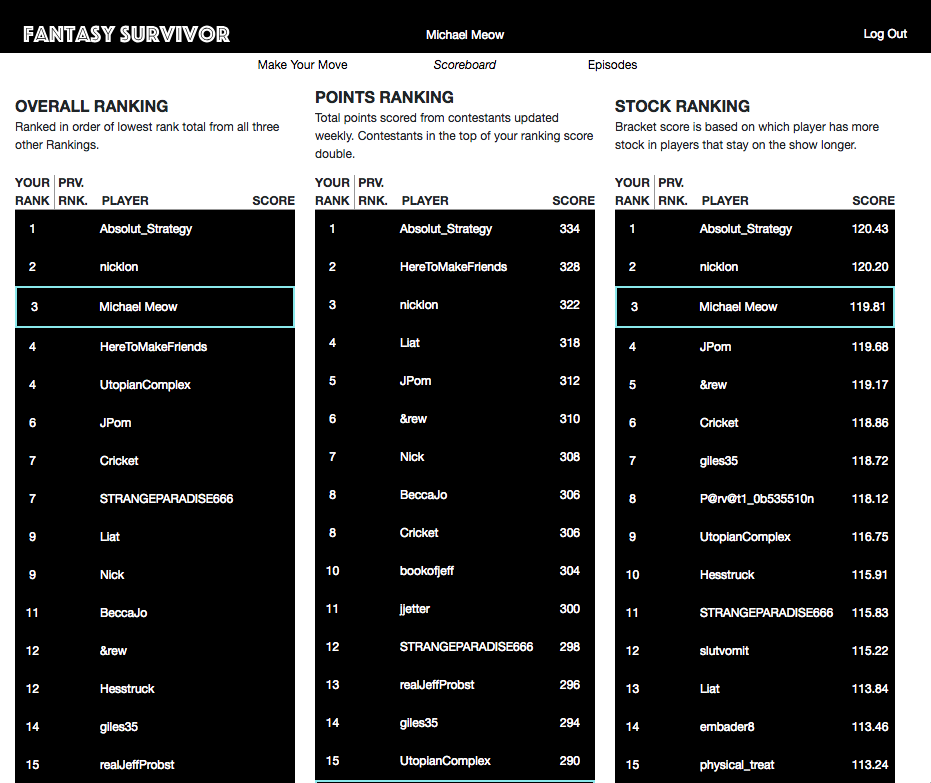 FANTASY SURVIVOR
Michael Meow
Log Out
Make Your Move
Scoreboard
Episodes
OVERALL RANKING
Ranked in order of lowest rank total from all three
other Rankings.
YOUR PRV.
RANK RNK. PLAYER SCORE
1 Absolut_Strategy
2 nicklon
3 Michael Meow
4 HereToMakeFriends
4 UtopianComplex
6 JPom
7 Cricket
7 STRANGEPARADISE666
9 Liat
9 Nick
11 BeccaJo
12 &rew
12 Hesstruck
14 giles35
15 realJeffProbst
POINTS RANKING
Total points scored from contestants updated
weekly. Contestants in the top of your ranking score
double.
YOUR PRV.
RANK RNK. PLAYER SCORE
1 Absolut_Strategy 334
2 HereToMakeFriends 328
3 nicklon 322
4 Liat 318
5 JPom 312
6 &rew 310
7 Nick 308
8 BeccaJo 306
8 Cricket 306
10 bookofjeff 304
11 jjetter 300
12 STRANGEPARADISE666 298
13 realJeffProbst 296
14 giles35 294
15 UtopianComplex 290
STOCK RANKING
Bracket score is based on which player has more
stock in players that stay on the show longer.
YOUR PRV.
RANK RNK. PLAYER SCORE
1 Absolut_Strategy 120.43
2 nicklon 120.20
3 Michael Meow 119.81
4 JPom 119.68
5 &rew 119.17
6 Cricket 118.86
7 giles35 118.72
8 P@rv@t1_0b535510n 118.12
9 UtopianComplex 116.75
10 Hesstruck 115.91
11 STRANGEPARADISE666 115.83
12 slutvomit 115.22
13 Liat 113.84
14 embader8 113.46
15 physical_treat 113.24